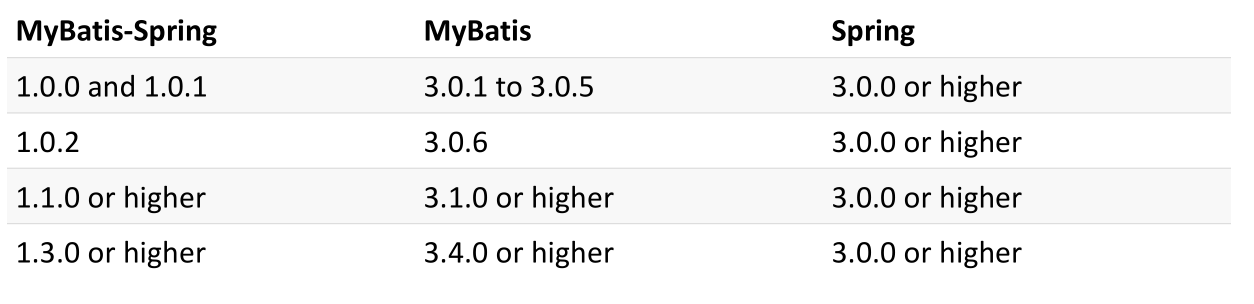 MyBatis-Spring MyBatis Spring
1.0.0 and 1.0.1 3.0.1 to 3.0.5 3.0.0 or higher
1.0.2 3.0.6 3.0.0 or higher
1.1.0 or higher 3.1.0 or higher 3.0.0 or higher
1.3.0 or higher 3.4.0 or higher 3.0.0 or higher